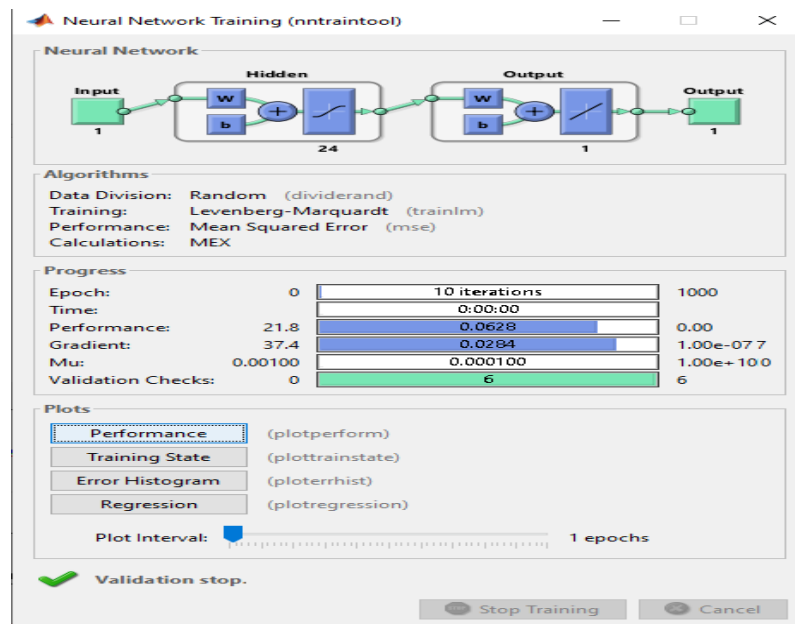 Neural Network Training (nntraintool)
Neural Network
Hidden
Output
Input
W
b
W
b
Output
1
24
1
1
Algorithms
Data Division: Random (dividerand)
Training: Levenberg-Marquardt (trainlm)
Performance: Mean Squared Error (mse)
Calculations: MEX
Progress
Epoch: 0 10 iterations 1000
Time: 0:00:00
Performance: 21.8 0.0628 0.00
Gradient: 37.4 0.0284 1.00e-07 7
Mu: 0.00100 0.000100 1.00e+10 0
Validation Checks: 0 6 6
Plots
Performance (plotperform)
Training State (plottrainstate)
Error Histogram (ploterrhist)
Regression (plotregression)
Plot Interval: 1 epochs
Validation stop.
Stop Training Cancel